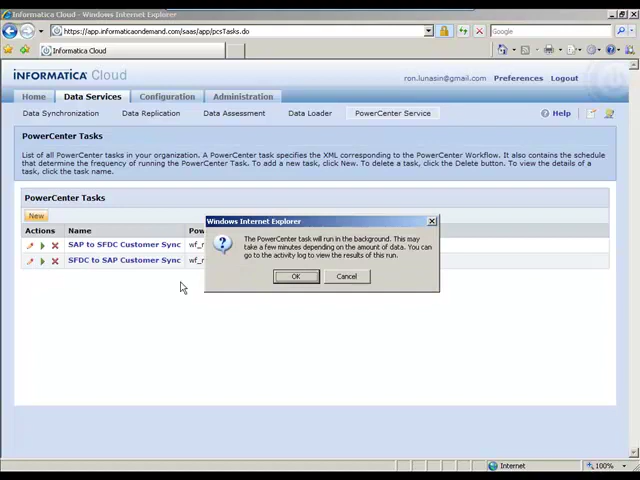 Informatica Cloud - Windows Internet Explorer
https://app.informaticaondemand.com/saas/app/pcsTasks.do
Google
Informatica Cloud
INFORMATICA Cloud
ron.lunasin@gmail.com Preferences Logout
Home Data Services Configuration Administration
Data Synchronization Data Replication Data Assessment Data Loader PowerCenter Service Help
PowerCenter Tasks
List of all PowerCenter tasks in your organization. A PowerCenter task specifies the XML corresponding to the PowerCenter Workflow. It also contains the schedule
that determine the frequency of running the PowerCenter Task. To add a new task, click New. To delete a task, click the Delete button. To view the details of a
task, click the task name.
PowerCenter Tasks
New
Actions Name
SAP to SFDC Customer Sync
SFDC to SAP Customer Sync
Windows Internet Explorer
The PowerCenter task will run in the background. This may
take a few minutes depending on the amount of data. You can
go to the activity log to view the results of this run.
OK Cancel
Internet 100%